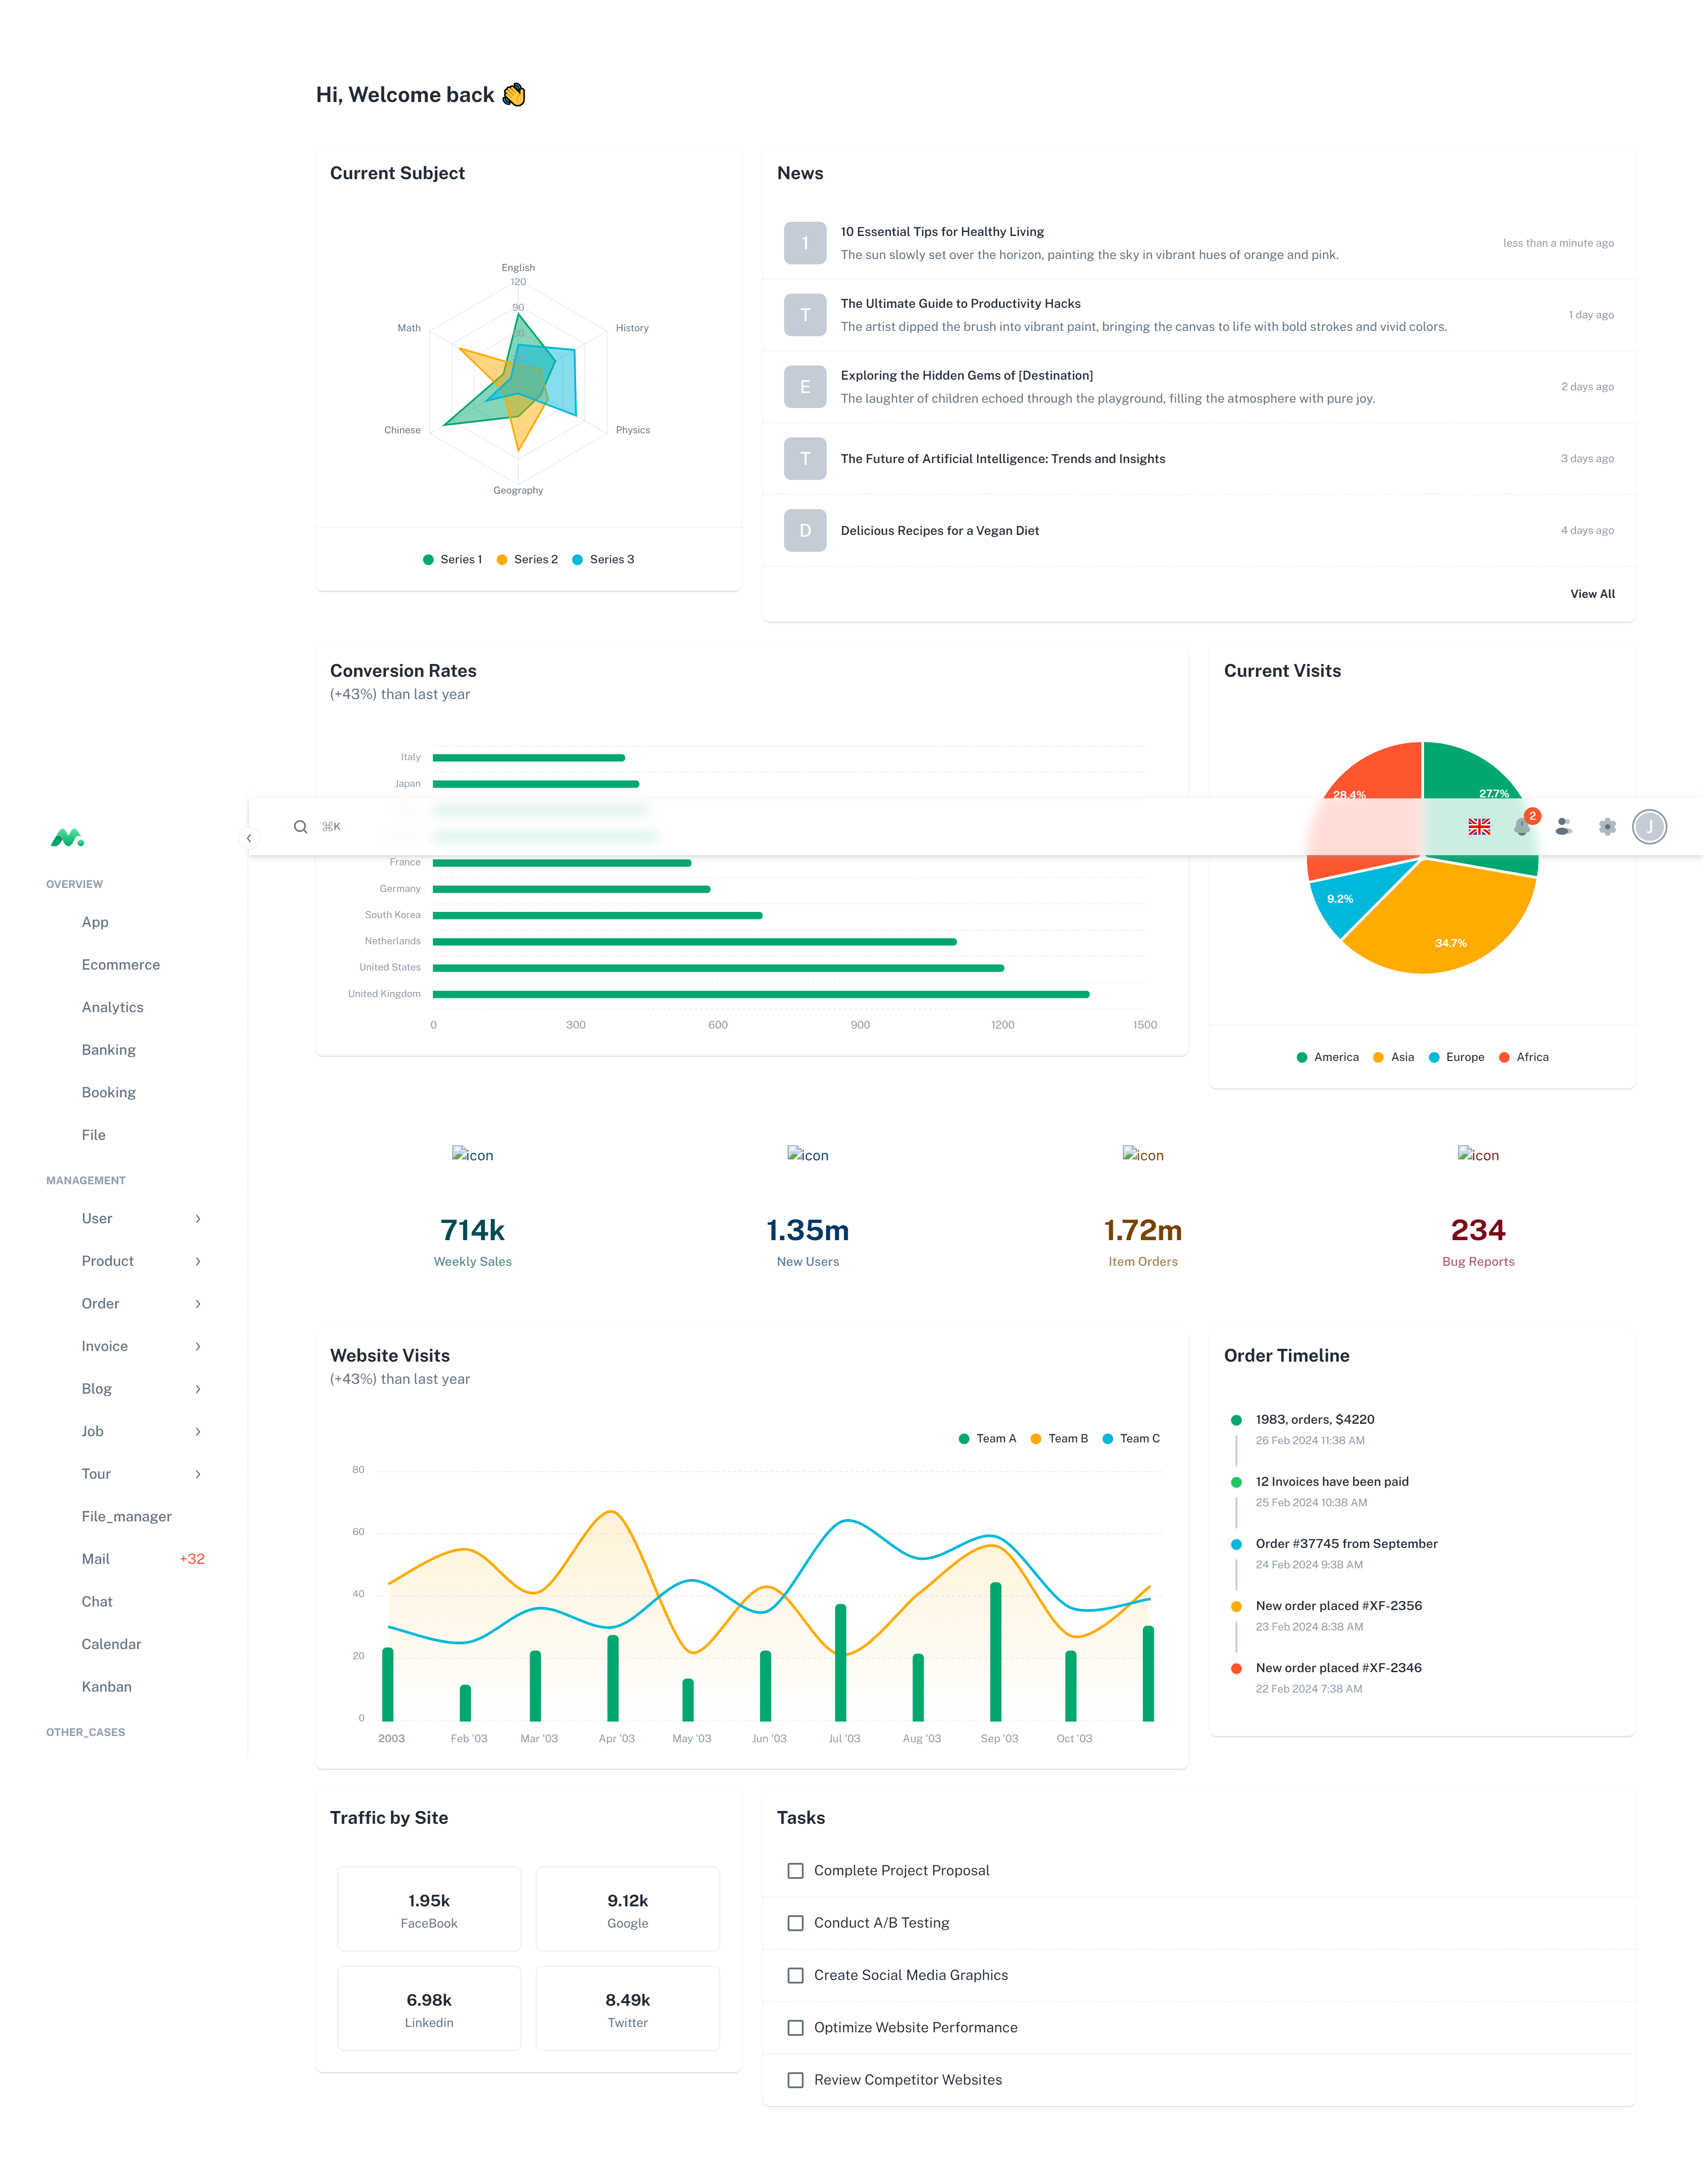 Hi, Welcome back 👋
Current Subject
English
120
90
60
History
Physics
Geography
Chinese
Math
Series 1
Series 2
Series 3
News
1
10 Essential Tips for Healthy Living
The sun slowly set over the horizon, painting the sky in vibrant hues of orange and pink.
less than a minute ago
T
The Ultimate Guide to Productivity Hacks
The artist dipped the brush into vibrant paint, bringing the canvas to life with bold strokes and vivid colors.
1 day ago
E
Exploring the Hidden Gems of [Destination]
The laughter of children echoed through the playground, filling the atmosphere with pure joy.
2 days ago
T
The Future of Artificial Intelligence: Trends and Insights
3 days ago
D
Delicious Recipes for a Vegan Diet
4 days ago
View All
Conversion Rates
(+43%) than last year
Italy
Japan
France
Germany
South Korea
Netherlands
United States
United Kingdom
0
300
600
900
1200
1500
Current Visits
28.4%
27.7%
9.2%
34.7%
America
Asia
Europe
Africa
⌘K
2
J
OVERVIEW
App
Ecommerce
Analytics
Banking
Booking
File
MANAGEMENT
User
Product
Order
Invoice
Blog
Job
Tour
File_manager
Mail
+32
Chat
Calendar
Kanban
OTHER_CASES
icon
714k
Weekly Sales
icon
1.35m
New Users
icon
1.72m
Item Orders
icon
234
Bug Reports
Website Visits
(+43%) than last year
Team A
Team B
Team C
80
60
40
20
0
2003
Feb '03
Mar '03
Apr '03
May '03
Jun '03
Jul '03
Aug '03
Sep '03
Oct '03
Order Timeline
1983, orders, $4220
26 Feb 2024 11:38 AM
12 Invoices have been paid
25 Feb 2024 10:38 AM
Order #37745 from September
24 Feb 2024 9:38 AM
New order placed #XF-2356
23 Feb 2024 8:38 AM
New order placed #XF-2346
22 Feb 2024 7:38 AM
Traffic by Site
1.95k
FaceBook
9.12k
Google
6.98k
Linkedin
8.49k
Twitter
Tasks
Complete Project Proposal
Conduct A/B Testing
Create Social Media Graphics
Optimize Website Performance
Review Competitor Websites